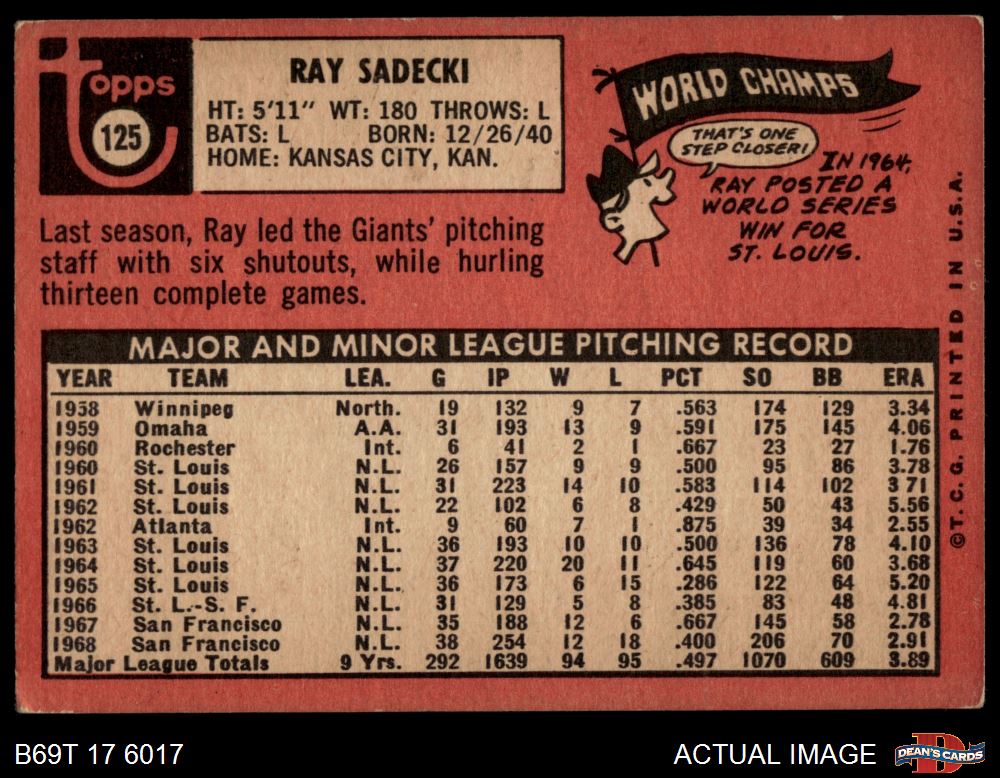 Topps
125
RAY SADECKI
HT: 5'11" WT: 180 THROWS: L
BATS: L BORN: 12/26/40
HOME: KANSAS CITY, KAN.
WORLD CHAMPS
THAT'S ONE
STEP CLOSER!
IN 1964,
RAY POSTED A
WORLD SERIES
WIN FOR
ST. LOUIS.
Last season, Ray led the Giants' pitching
staff with six shutouts, while hurling
thirteen complete games.
MAJOR AND MINOR LEAGUE PITCHING RECORD
YEAR TEAM LEA. G IP W L PCT SO BB ERA
1958 Winnipeg North. 19 132 9 7 .563 174 129 3.34
1959 Omaha A.A. 31 193 13 9 .591 175 145 4.06
1960 Rochester Int. 6 41 2 1 .667 23 27 1.76
1960 St. Louis N.L. 26 157 9 9 .500 95 86 3.78
1961 St. Louis N.L. 31 223 14 10 .583 114 102 3.71
1962 St. Louis N.L. 22 102 6 8 .429 50 43 5.56
1962 Atlanta Int. 9 60 7 1 .875 39 34 2.55
1963 St. Louis N.L. 36 193 10 10 .500 136 78 4.10
1964 St. Louis N.L. 37 220 20 11 .645 119 60 3.68
1965 St. Louis N.L. 36 173 6 15 .286 122 64 5.20
1966 St. L.-S. F. N.L. 31 129 5 8 .385 83 48 4.81
1967 San Francisco N.L. 35 188 12 6 .667 145 58 2.78
1968 San Francisco N.L. 38 254 12 18 .400 206 70 2.91
Major League Totals 9 Yrs. 292 1639 94 95 .497 1070 609 3.89
©T. C. G. PRINTED IN U.S.A.
B69T 17 6017
ACTUAL IMAGE
D
DEAN'S CARDS